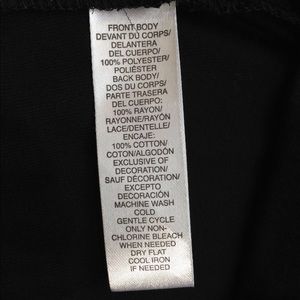 FRONT BODY
DEVANT DU CORPS/
DELANTERA
DEL CUERPO/
100% POLYESTER/
POLIÉSTER
BACK BODY/
DOS DU CORPS/
PARTE TRASERA
DEL CUERPO:
100% RAYON/
RAYONNE/RAYÓN
LACE/DENTELLE/
ENCAJE:
100% COTTON/
COTON/ALGODÓN
EXCLUSIVE OF
DECORATION/
SAUF DÉCORATION/
EXCEPTO
DECORACIÓN
MACHINE WASH
COLD
GENTLE CYCLE
ONLY NON-
CHLORINE BLEACH
WHEN NEEDED
DRY FLAT
COOL IRON
IF NEEDED